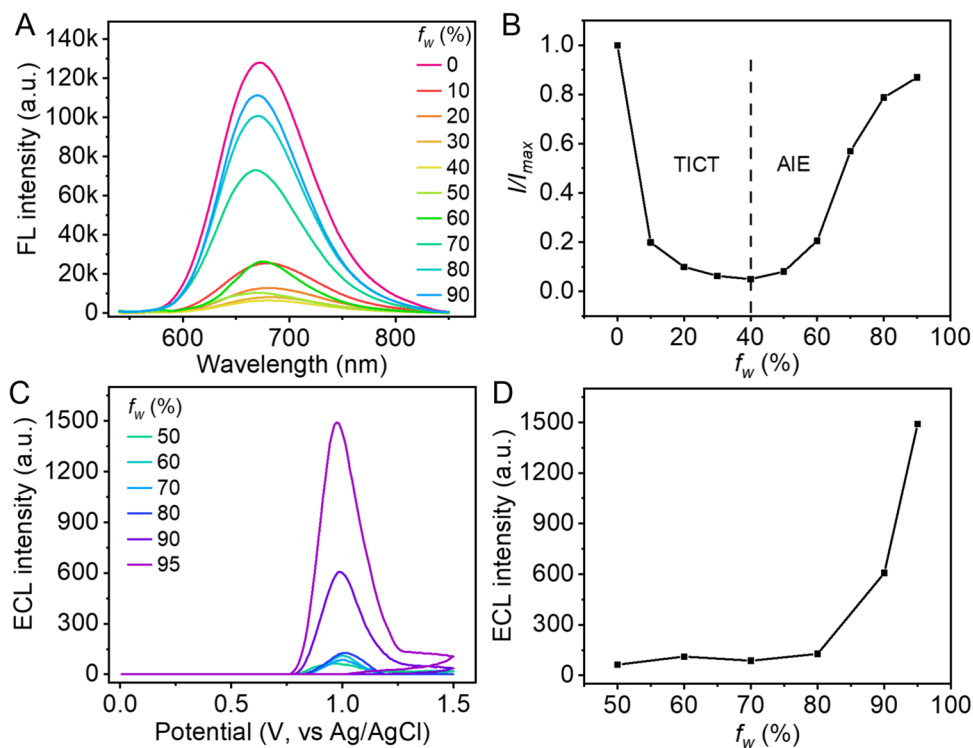 A
FL intensity (a.u.)
140k
120k
100k
80k
60k
40k
20k
0
600
700
800
Wavelength (nm)
f_w (%)
0
10
20
30
40
50
60
70
80
90
B
I/I_max
1.0
0.8
0.6
0.4
0.2
0.0
TICT
AIE
0
20
40
60
80
100
f_w (%)
C
ECL intensity (a.u.)
1500
1200
900
600
300
0
f_w (%)
50
60
70
80
90
95
0.0
0.5
1.0
1.5
Potential (V, vs Ag/AgCl)
D
ECL intensity (a.u.)
1500
1200
900
600
300
0
50
60
70
80
90
100
f_w (%)